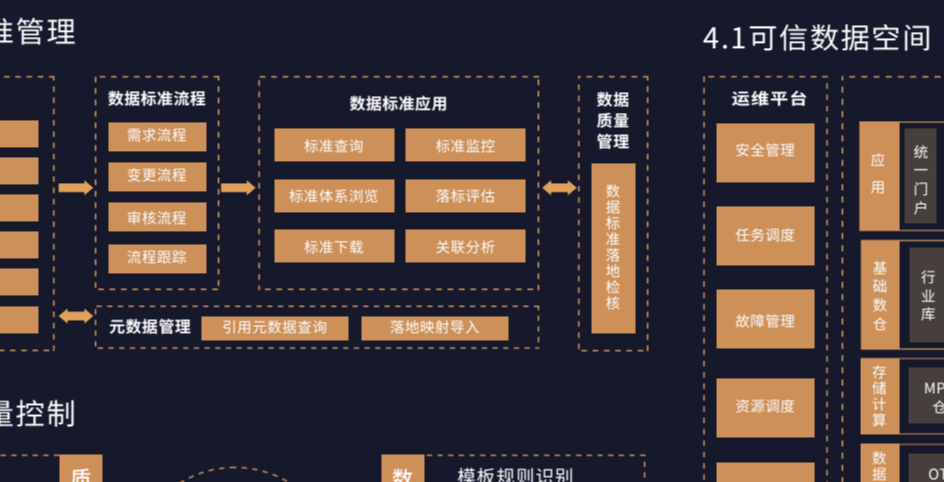 管理
4.1可信数据空间
数据标准流程
需求流程
变更流程
审核流程
流程跟踪
数据标准应用
标准查询
标准监控
标准体系浏览
落标评估
标准下载
关联分析
数据
质量
管理
数据标准落地检核
元数据管理
引用元数据查询
落地映射导入
运维平台
安全管理
任务调度
故障管理
资源调度
应用
统一门户
基础数仓
行业库
存储计算
MP
仓
数据
OT
量控制
质
数
模板规则识别